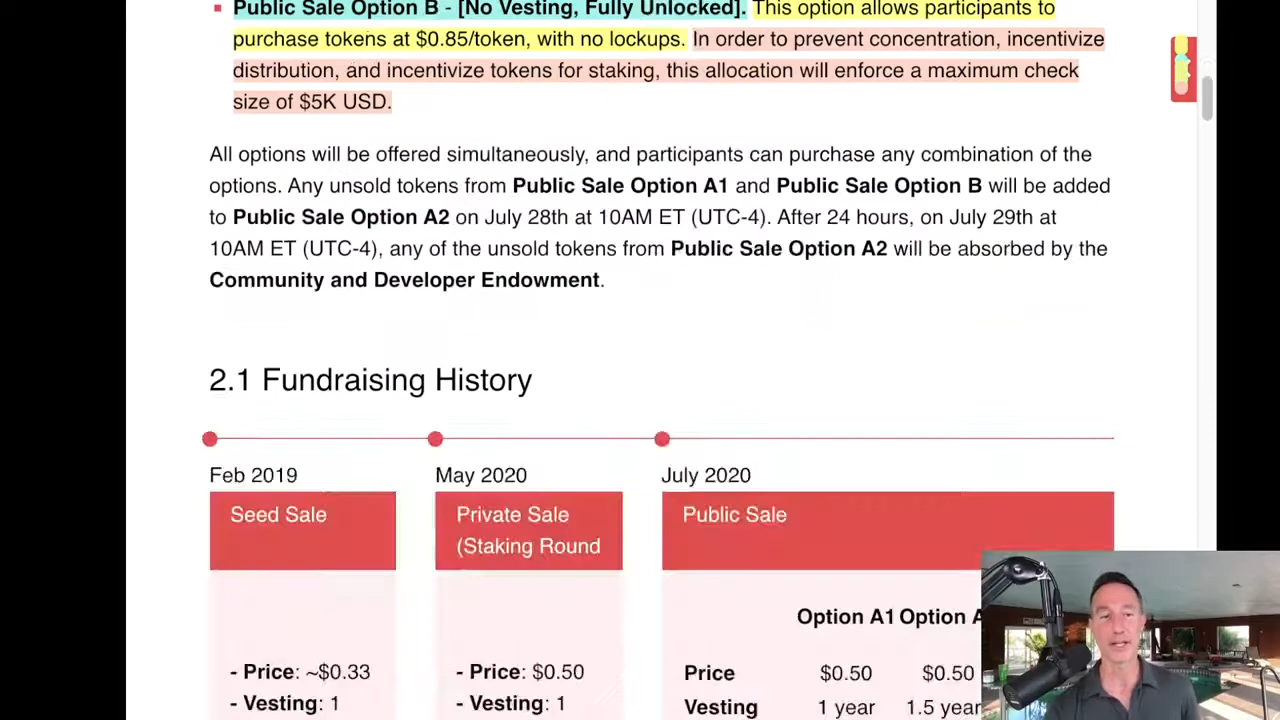 Public Sale Option B - [No Vesting, Fully Unlocked]. This option allows participants to
purchase tokens at $0.85/token, with no lockups. In order to prevent concentration, incentivize
distribution, and incentivize tokens for staking, this allocation will enforce a maximum check
size of $5K USD.
All options will be offered simultaneously, and participants can purchase any combination of the
options. Any unsold tokens from Public Sale Option A1 and Public Sale Option B will be added
to Public Sale Option A2 on July 28th at 10AM ET (UTC-4). After 24 hours, on July 29th at
10AM ET (UTC-4), any of the unsold tokens from Public Sale Option A2 will be absorbed by the
Community and Developer Endowment.
2.1 Fundraising History
Feb 2019 May 2020 July 2020
Seed Sale
Private Sale
(Staking Round
Public Sale
Option A1 Option A
- Price: ~$0.33
- Vesting: 1
- Price: $0.50
- Vesting: 1
Price $0.50 $0.50
Vesting 1 year 1.5 year